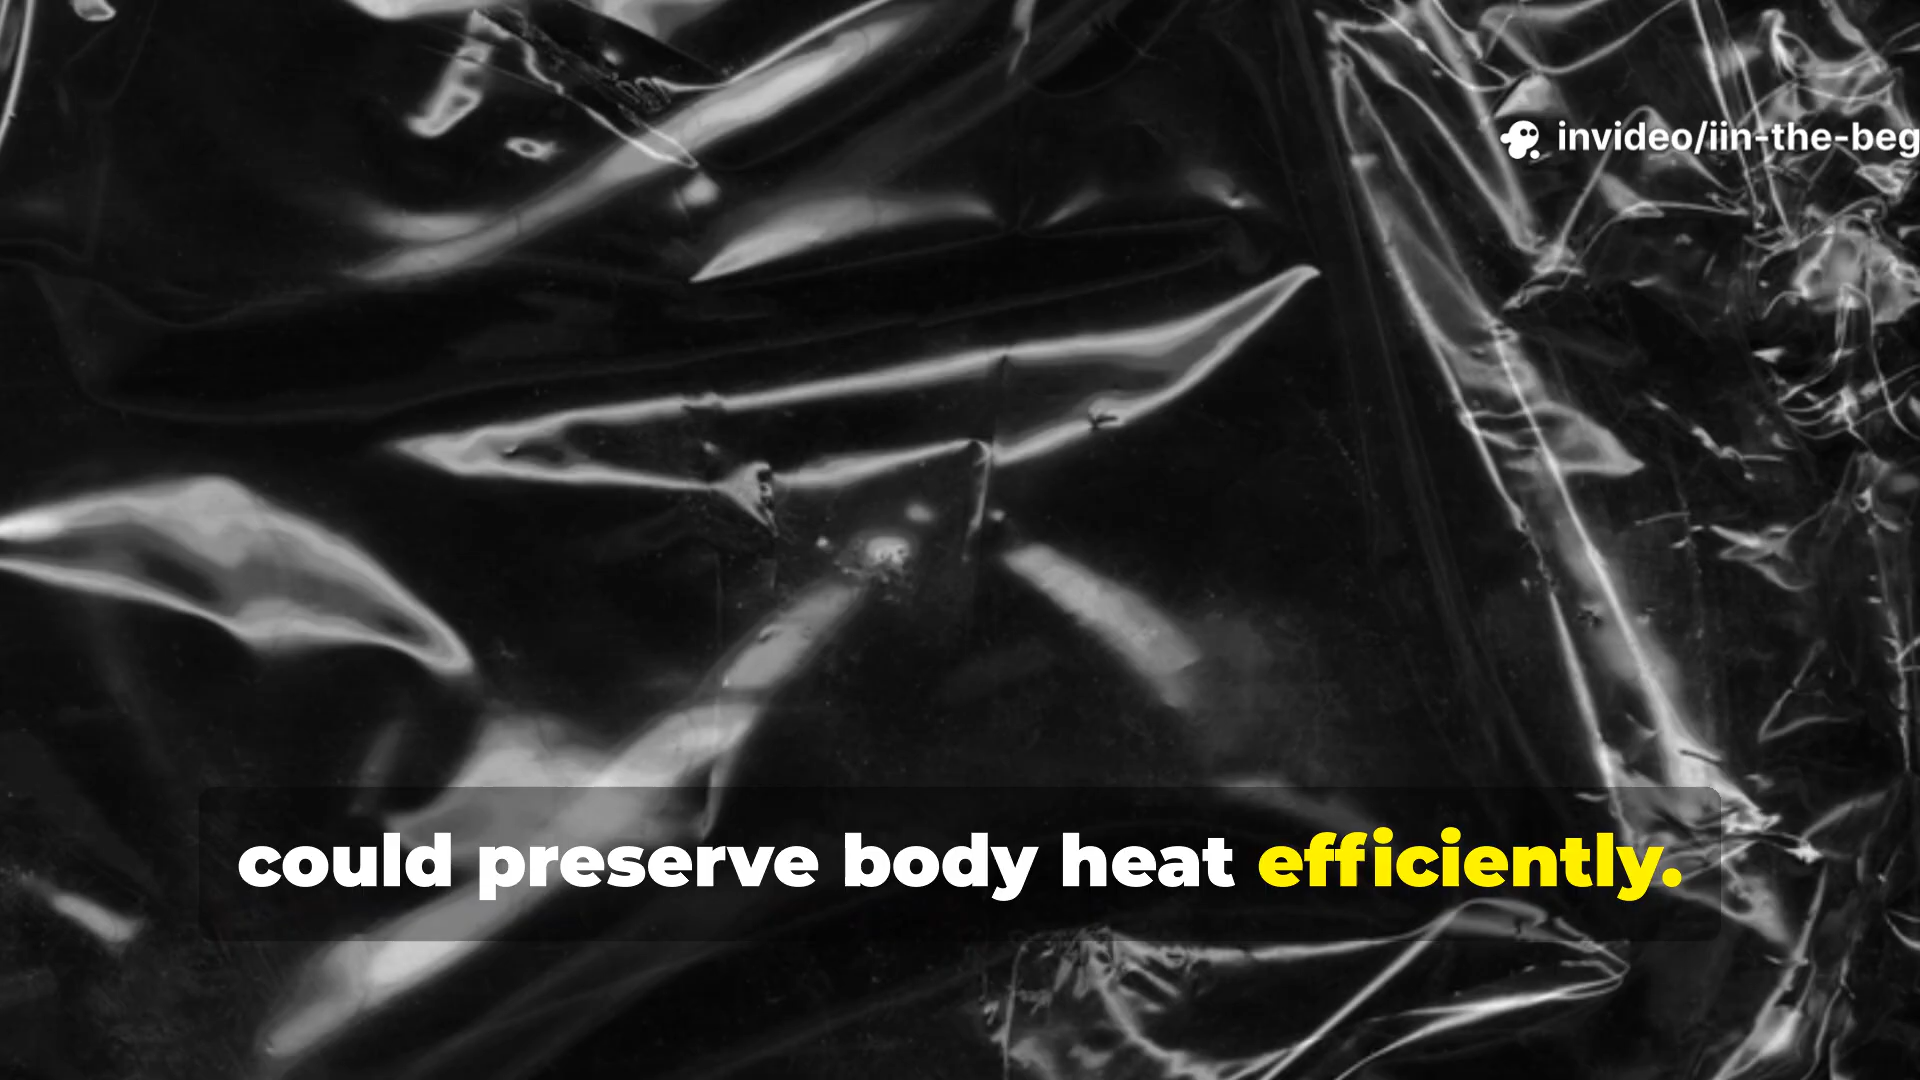 invideo/iin-the-beg
could preserve body heat efficiently.